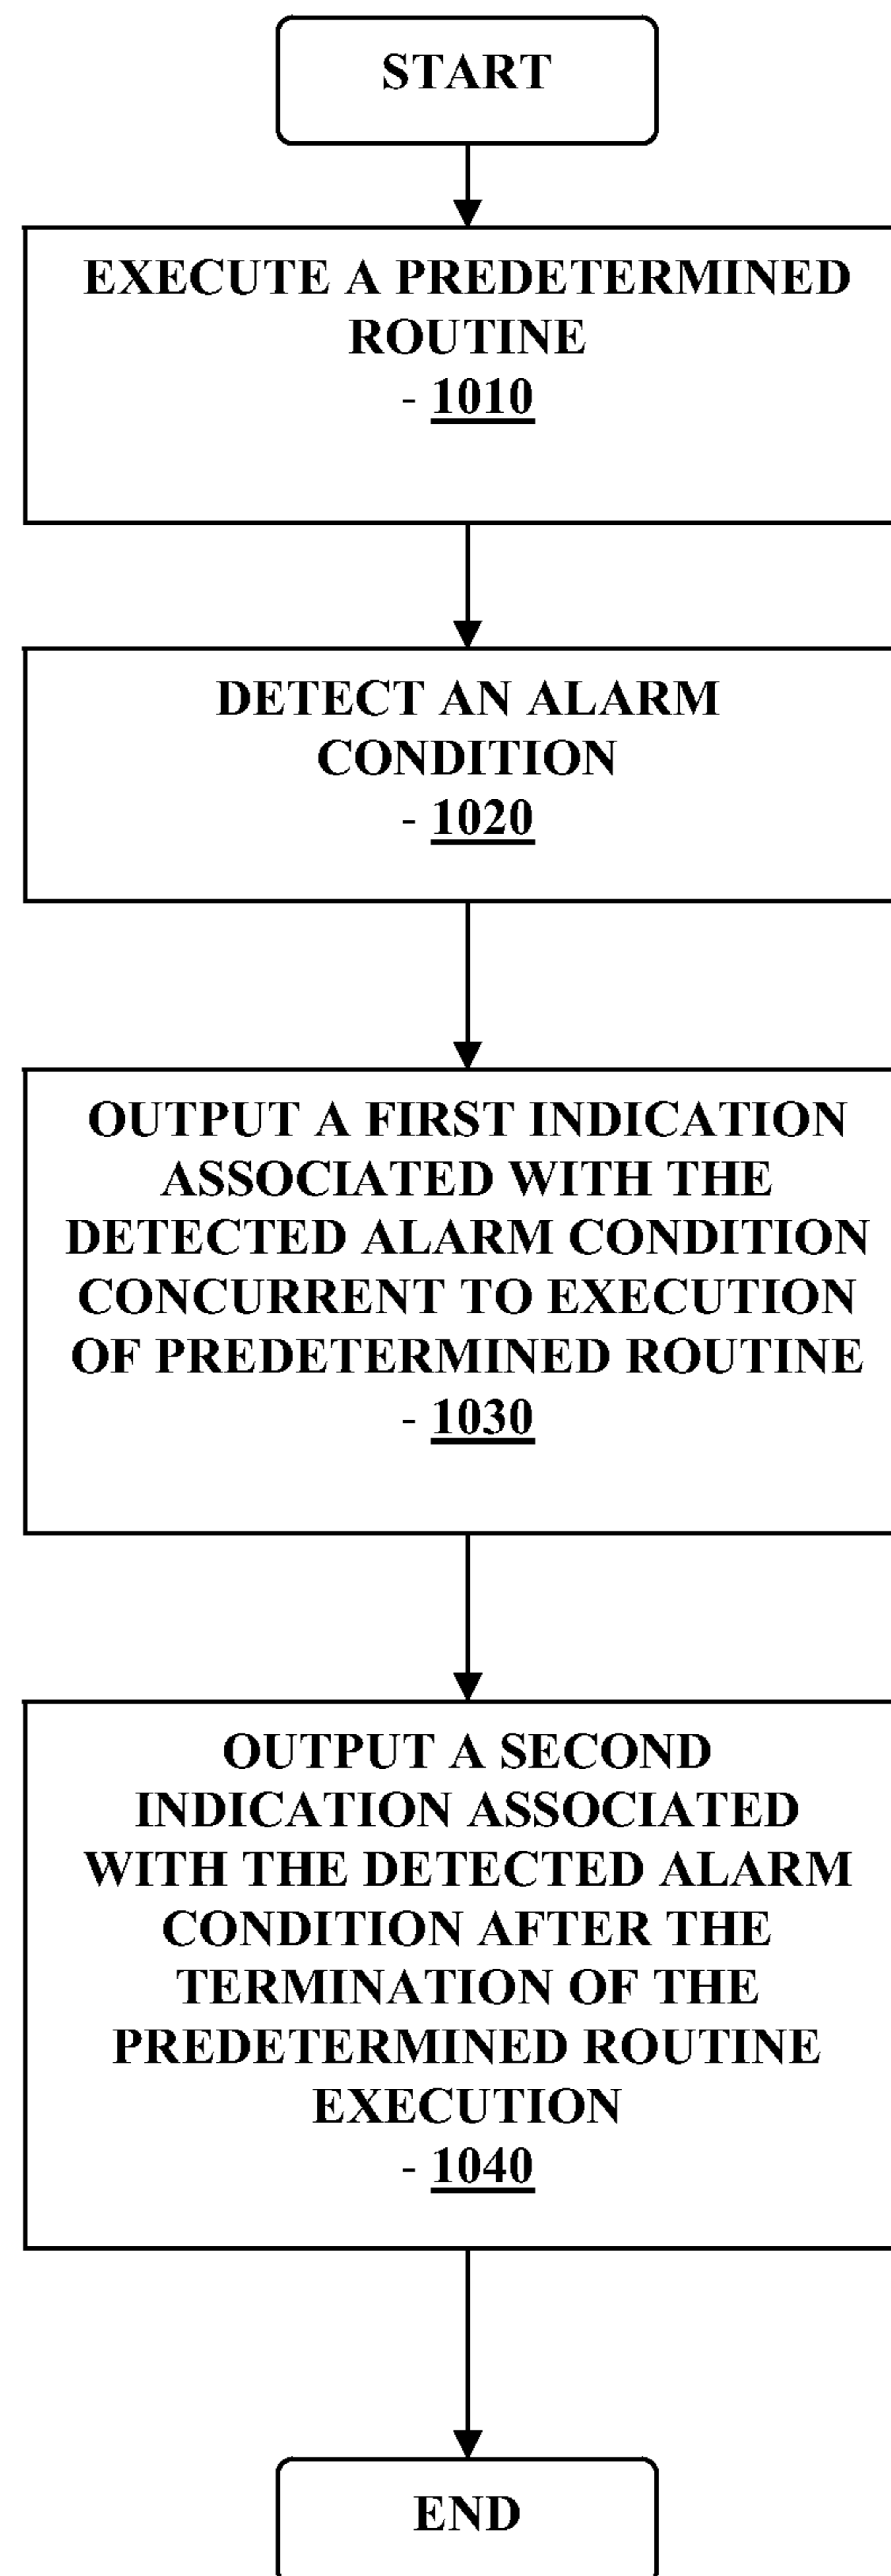 START
EXECUTE A PREDETERMINED
ROUTINE
- 1010
DETECT AN ALARM
CONDITION
- 1020
OUTPUT A FIRST INDICATION
ASSOCIATED WITH THE
DETECTED ALARM CONDITION
CONCURRENT TO EXECUTION
OF PREDETERMINED ROUTINE
- 1030
OUTPUT A SECOND
INDICATION ASSOCIATED
WITH THE DETECTED ALARM
CONDITION AFTER THE
TERMINATION OF THE
PREDETERMINED ROUTINE
EXECUTION
- 1040
END